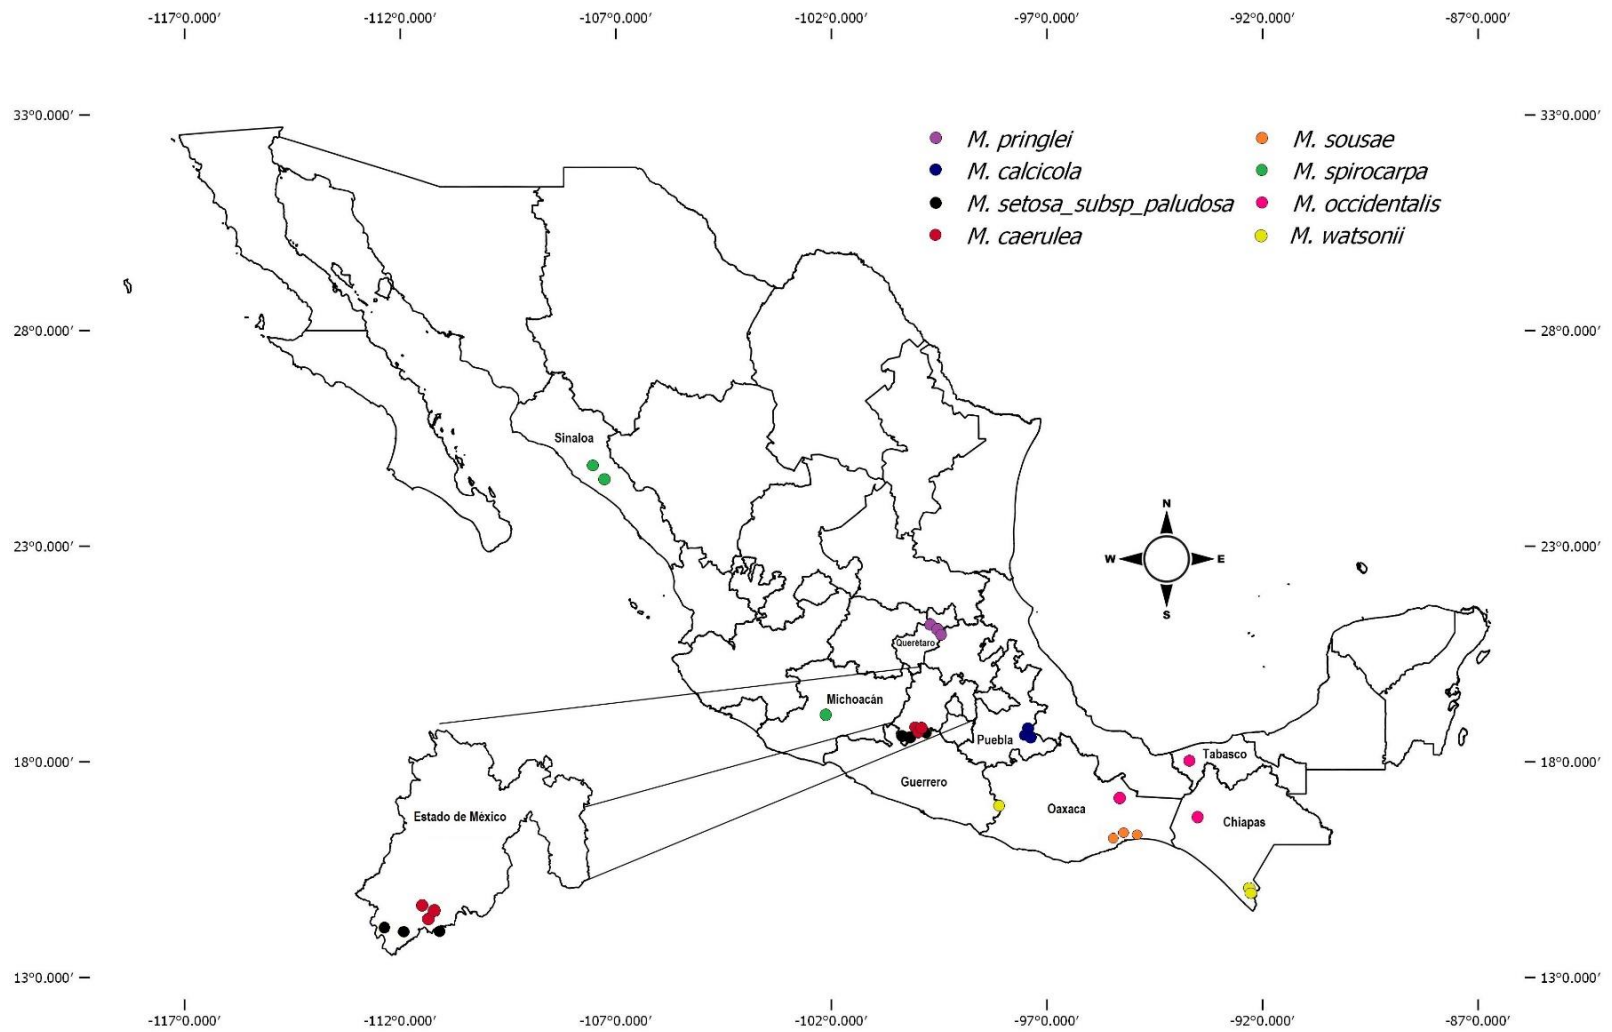 -117°0.000′ -112°0.000′ -107°0.000′ -102°0.000′ -97°0.000′ -92°0.000′ -87°0.000′
33°0.000′ 33°0.000′
M. pringlei M. sousae
M. calcicola M. spirocarpa
M. setosa_subsp_paludosa M. occidentalis
M. caerulea M. watsonii
28°0.000′ 28°0.000′
Sinaloa
N
23°0.000′ 23°0.000′
W E
S
Querétaro
Michoacán
Puebla
Tabasco
18°0.000′ 18°0.000′
Guerrero
Oaxaca
Estado de México
Chiapas
13°0.000′ 13°0.000′
-117°0.000′ -112°0.000′ -107°0.000′ -102°0.000′ -97°0.000′ -92°0.000′ -87°0.000′